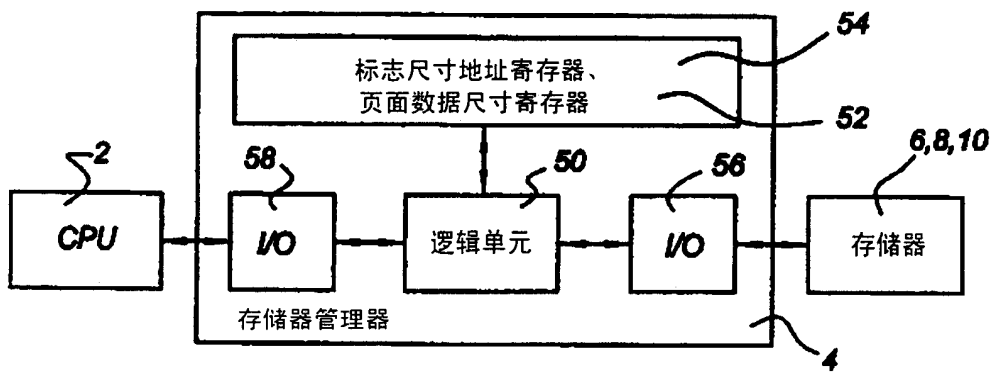 54
标志尺寸地址寄存器、
页面数据尺寸寄存器
52
2
58
50
56
6,8,10
CPU
I/O
逻辑单元
I/O
存储器
存储器管理器
4